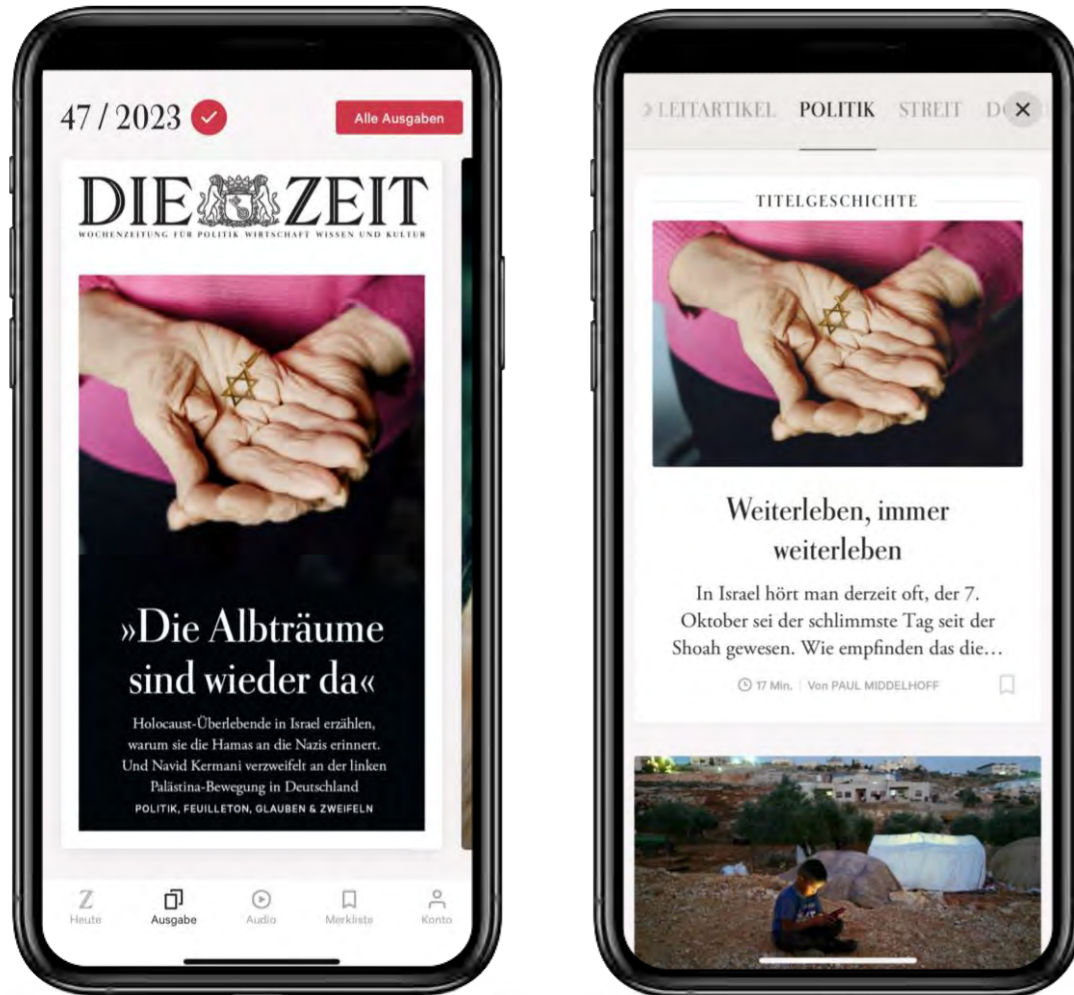 47 / 2023
Alle Ausgaben
DIE ZEIT
WOCHENZEITUNG FÜR POLITIK WIRTSCHAFT WISSEN UND KULTUR
»Die Albträume
sind wieder da«
Holocaust-Überlebende in Israel erzählen,
warum sie die Hamas an die Nazis erinnert.
Und Navid Kermani verzweifelt an der linken
Palästina-Bewegung in Deutschland
POLITIK, FEUILLETON, GLAUBEN & ZWEIFELN
Z
Heute
Ausgabe
Audio
Merkliste
Konto
LEITARTIKEL POLITIK STREIT
TITELGESCHICHTE
Weiterleben, immer
weiterleben
In Israel hört man derzeit oft, der 7.
Oktober sei der schlimmste Tag seit der
Shoah gewesen. Wie empfinden das die…
17 Min. | Von PAUL MIDDELHOFF